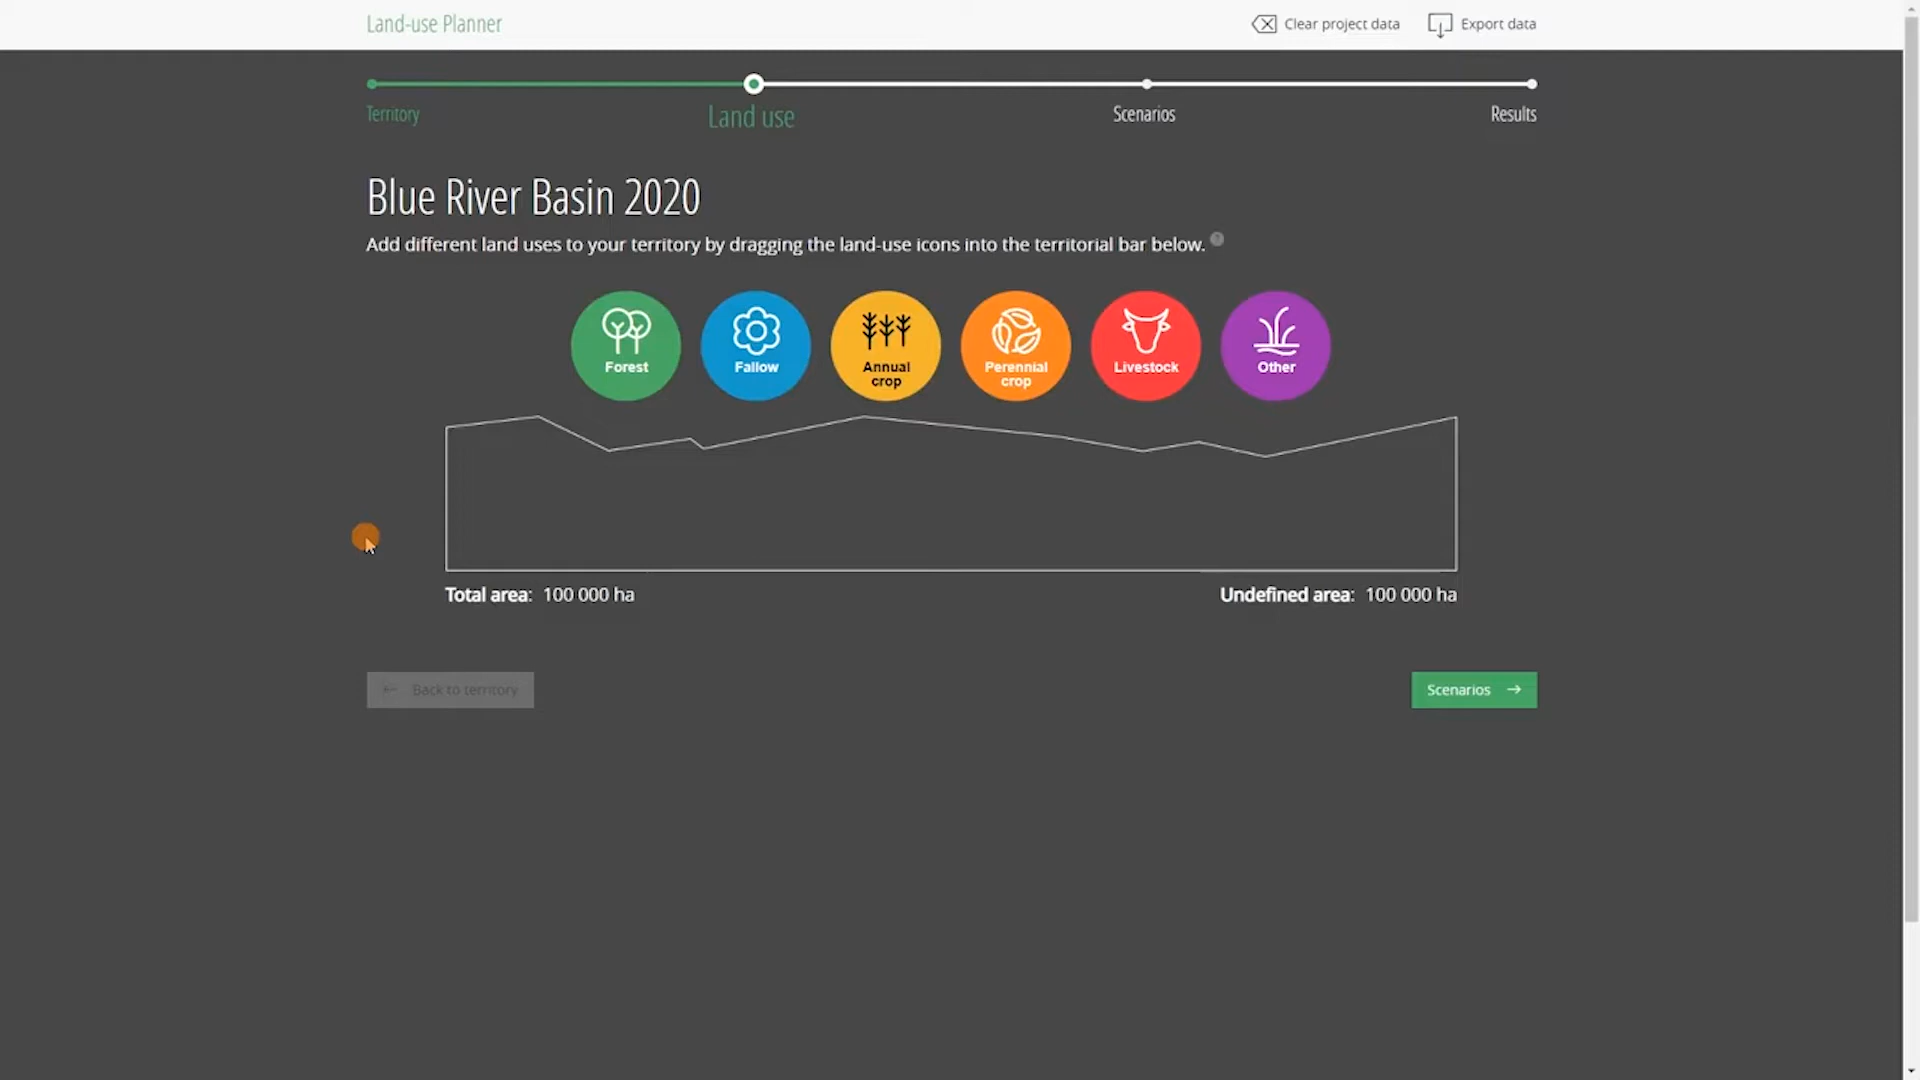 Land-use Planner
Clear project data
Export data
Territory
Land use
Scenarios
Results
Blue River Basin 2020
Add different land uses to your territory by dragging the land-use icons into the territorial bar below. ?
Forest
Fallow
Annual
crop
Perennial
crop
Livestock
Other
Total area: 100 000 ha
Undefined area: 100 000 ha
← Back to territory
Scenarios →